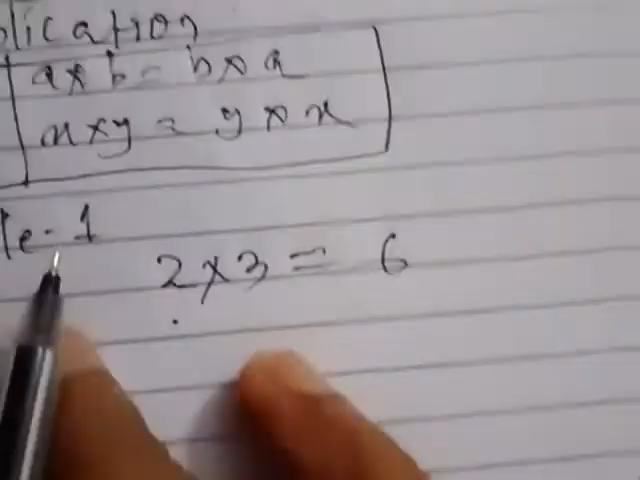 plication
a×b = b×a
x×y = y×x
le-1
2×3 = 6